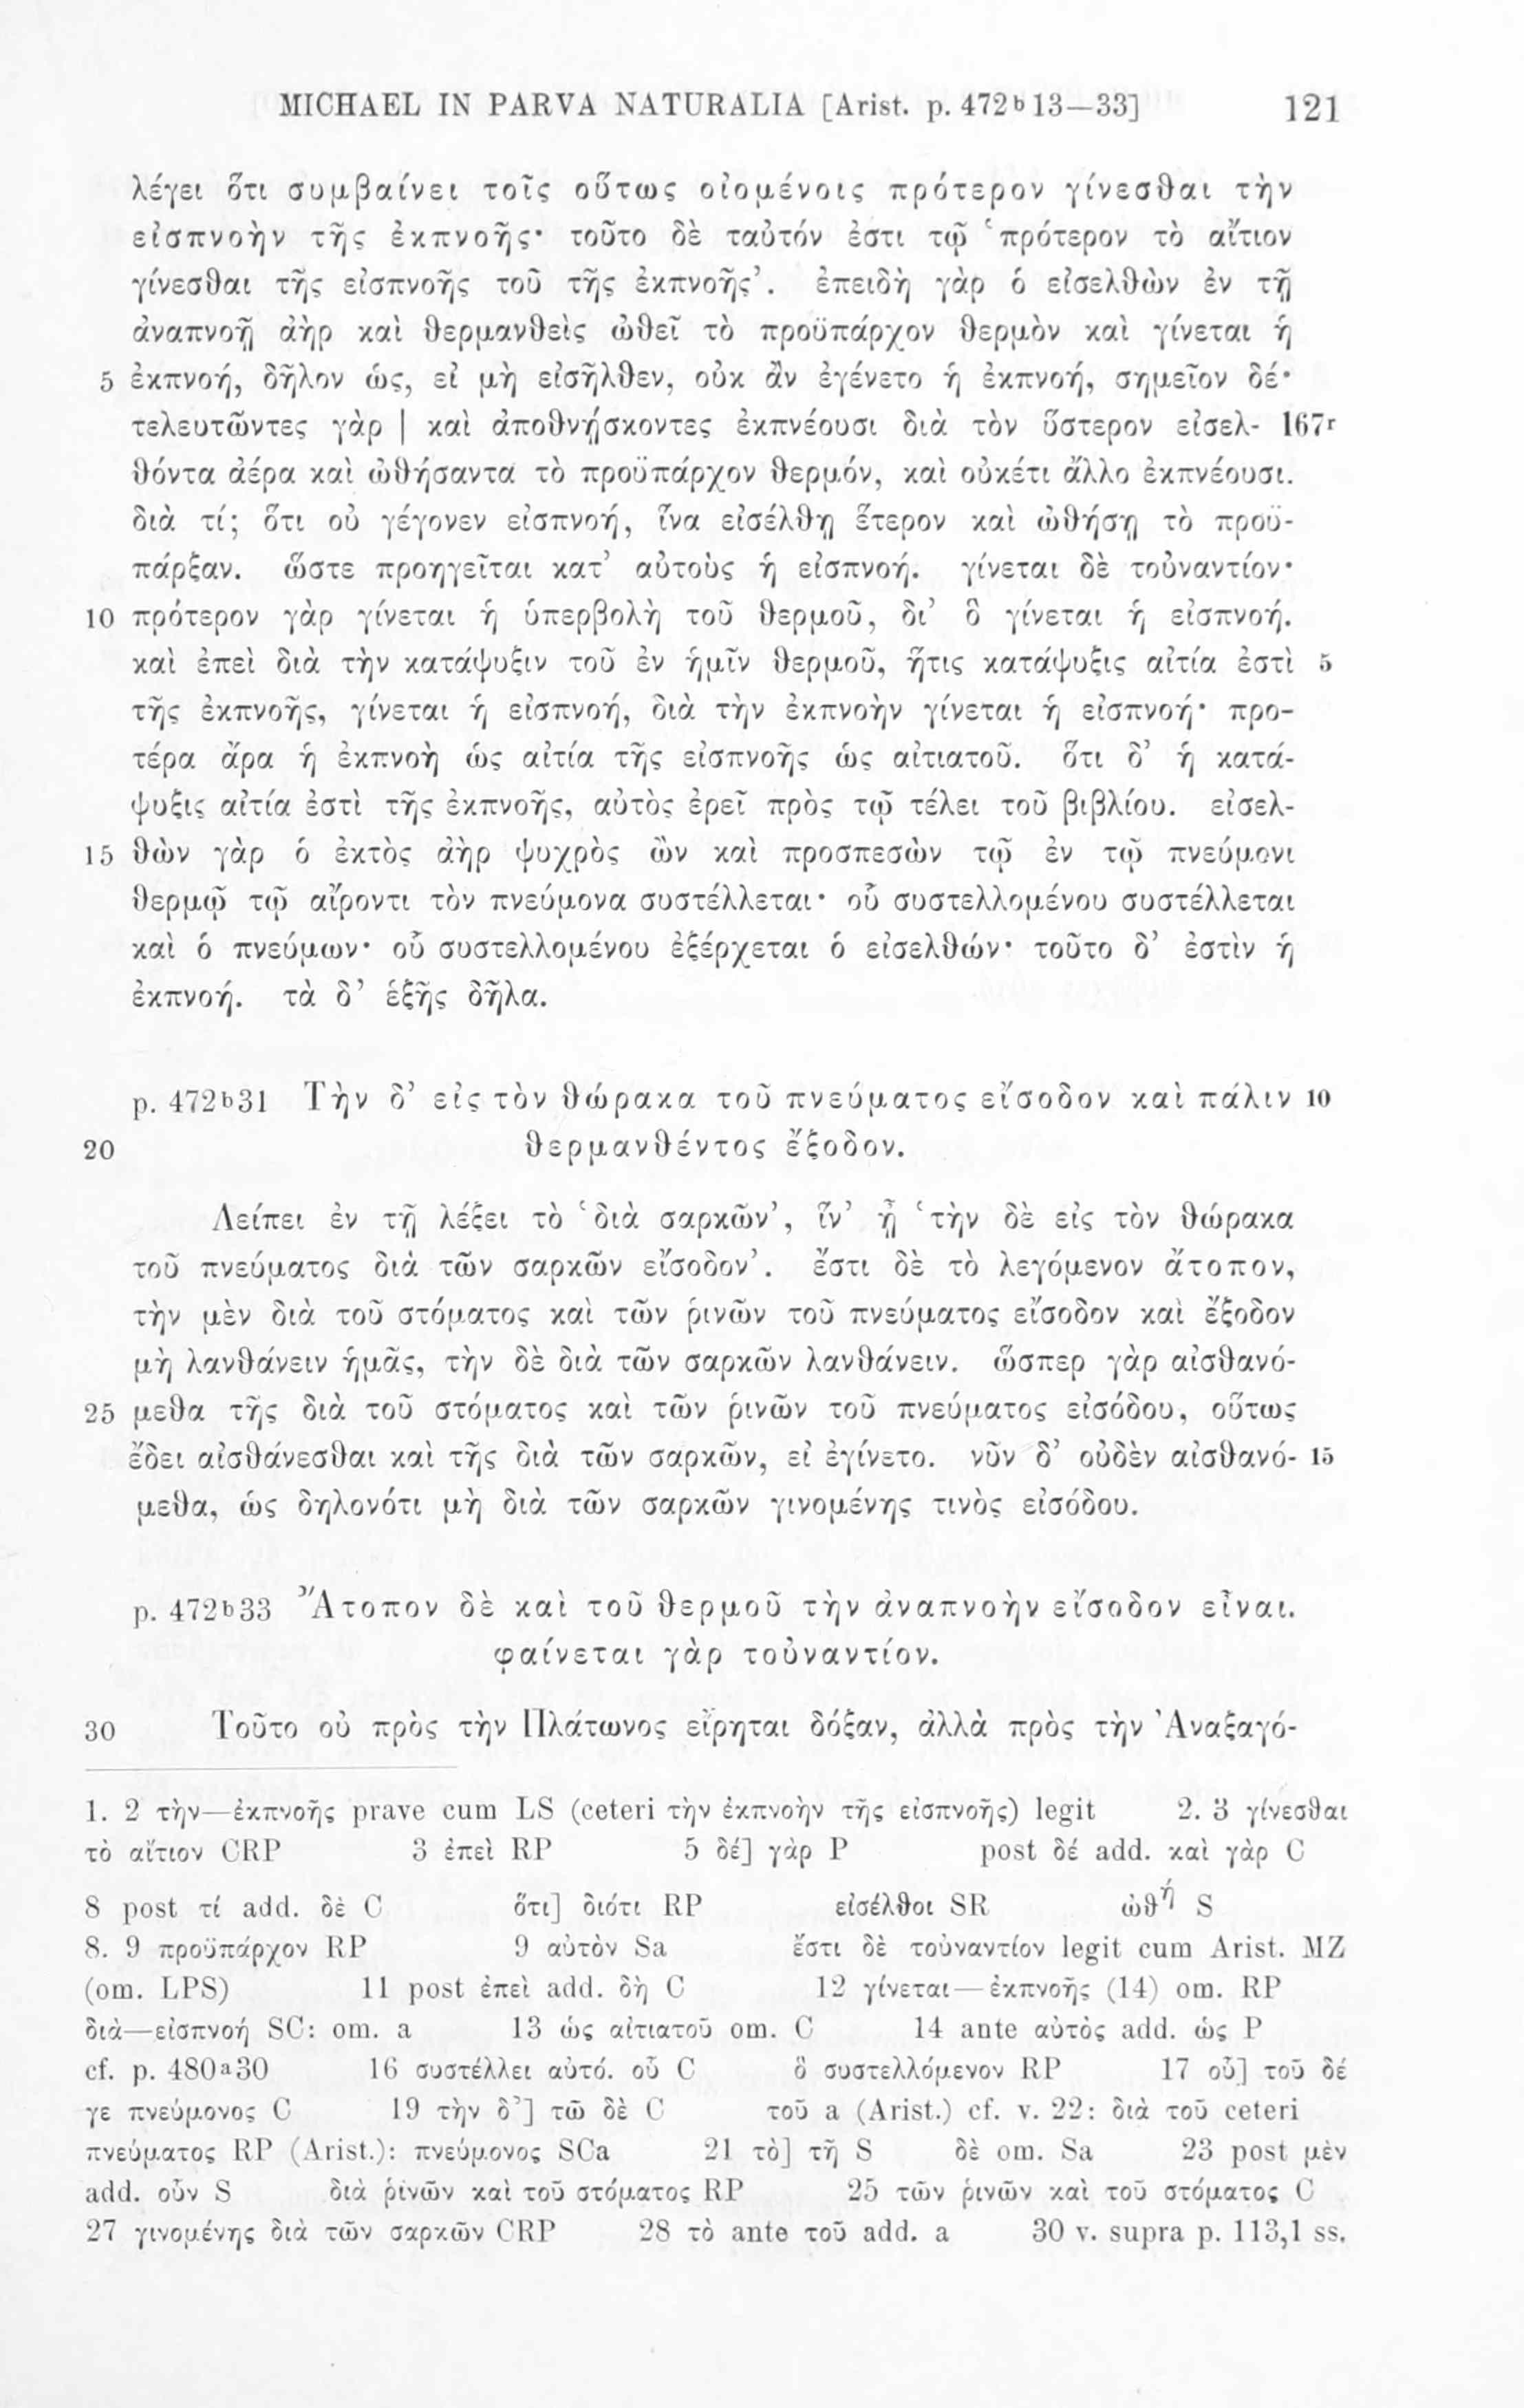 MICHAEL IN PARVA NATURALIA [Arist. p. 472ᵇ13—33] 121
λέγει ὅτι συμβαίνει τοῖς οὕτως οἰομένοις πρότερον γίνεσθαι τὴν
εἰσπνοὴν τῆς ἐκπνοῆς· τοῦτο δὲ ταὐτόν ἐστι τῷ ‘πρότερον τὸ αἴτιον
γίνεσθαι τῆς εἰσπνοῆς τοῦ τῆς ἐκπνοῆς’. ἐπειδὴ γὰρ ὁ εἰσελθὼν ἐν τῇ
ἀναπνοῇ ἀὴρ καὶ θερμανθεὶς ὠθεῖ τὸ προϋπάρχον θερμὸν καὶ γίνεται ἡ
5 ἐκπνοή, δῆλον ὡς, εἰ μὴ εἰσῆλθεν, οὐκ ἂν ἐγένετο ἡ ἐκπνοή, σημεῖον δέ·
τελευτῶντες γὰρ | καὶ ἀποθνήσκοντες ἐκπνέουσι διὰ τὸν ὕστερον εἰσελ- 167ʳ
θόντα ἀέρα καὶ ὠθήσαντα τὸ προϋπάρχον θερμόν, καὶ οὐκέτι ἄλλο ἐκπνέουσι.
διὰ τί; ὅτι οὐ γέγονεν εἰσπνοή, ἵνα εἰσέλθῃ ἕτερον καὶ ὠθήσῃ τὸ προϋ-
πάρξαν. ὥστε προηγεῖται κατ’ αὐτοὺς ἡ εἰσπνοή. γίνεται δὲ τοὐναντίον·
10 πρότερον γὰρ γίνεται ἡ ὑπερβολὴ τοῦ θερμοῦ, δι’ ὃ γίνεται ἡ εἰσπνοή.
καὶ ἐπεὶ διὰ τὴν κατάψυξιν τοῦ ἐν ἡμῖν θερμοῦ, ἥτις κατάψυξις αἰτία ἐστὶ 5
τῆς ἐκπνοῆς, γίνεται ἡ εἰσπνοή, διὰ τὴν ἐκπνοὴν γίνεται ἡ εἰσπνοή· προ-
τέρα ἄρα ἡ ἐκπνοὴ ὡς αἰτία τῆς εἰσπνοῆς ὡς αἰτιατοῦ. ὅτι δ’ ἡ κατά-
ψυξις αἰτία ἐστὶ τῆς ἐκπνοῆς, αὐτὸς ἐρεῖ πρὸς τῷ τέλει τοῦ βιβλίου. εἰσελ-
15 θὼν γὰρ ὁ ἐκτὸς ἀὴρ ψυχρὸς ὢν καὶ προσπεσὼν τῷ ἐν τῷ πνεύμονι
θερμῷ τῷ αἴροντι τὸν πνεύμονα συστέλλεται· οὗ συστελλομένου συστέλλεται
καὶ ὁ πνεύμων· οὗ συστελλομένου ἐξέρχεται ὁ εἰσελθών· τοῦτο δ’ ἐστὶν ἡ
ἐκπνοή. τὰ δ’ ἑξῆς δῆλα.
p. 472ᵇ31 Τὴν δ’ εἰς τὸν θώρακα τοῦ πνεύματος εἴσοδον καὶ πάλιν 10
20 θερμανθέντος ἔξοδον.
Λείπει ἐν τῇ λέξει τὸ ‘διὰ σαρκῶν’, ἵν’ ᾖ ‘τὴν δὲ εἰς τὸν θώρακα
τοῦ πνεύματος διὰ τῶν σαρκῶν εἴσοδον’. ἔστι δὲ τὸ λεγόμενον ἄτοπον,
τὴν μὲν διὰ τοῦ στόματος καὶ τῶν ῥινῶν τοῦ πνεύματος εἴσοδον καὶ ἔξοδον
μὴ λανθάνειν ἡμᾶς, τὴν δὲ διὰ τῶν σαρκῶν λανθάνειν. ὥσπερ γὰρ αἰσθανό-
25 μεθα τῆς διὰ τοῦ στόματος καὶ τῶν ῥινῶν τοῦ πνεύματος εἰσόδου, οὕτως
ἔδει αἰσθάνεσθαι καὶ τῆς διὰ τῶν σαρκῶν, εἰ ἐγίνετο. νῦν δ’ οὐδὲν αἰσθανό- 15
μεθα, ὡς δηλονότι μὴ διὰ τῶν σαρκῶν γινομένης τινὸς εἰσόδου.
p. 472ᵇ33 Ἄτοπον δὲ καὶ τοῦ θερμοῦ τὴν ἀναπνοὴν εἴσοδον εἶναι.
φαίνεται γὰρ τοὐναντίον.
30 Τοῦτο οὐ πρὸς τὴν Πλάτωνος εἴρηται δόξαν, ἀλλὰ πρὸς τὴν Ἀναξαγό-
1. 2 τὴν—ἐκπνοῆς prave cum LS (ceteri τὴν ἐκπνοὴν τῆς εἰσπνοῆς) legit 2. 3 γίνεσθαι
τὸ αἴτιον CRP 3 ἐπεὶ RP 5 δέ] γὰρ P post δέ add. καὶ γὰρ C
8 post τί add. δὲ C ὅτι] διότι RP εἰσέλθοι SR ὠθή S
8. 9 προϋπάρχον RP 9 αὐτὸν Sa ἔστι δὲ τοὐναντίον legit cum Arist. MZ
(om. LPS) 11 post ἐπεὶ add. δὴ C 12 γίνεται—ἐκπνοῆς (14) om. RP
διὰ—εἰσπνοή SC: om. a 13 ὡς αἰτιατοῦ om. C 14 ante αὐτὸς add. ὡς P
cf. p. 480ᵃ30 16 συστέλλει αὐτό. οὗ C ὃ συστελλόμενον RP 17 οὗ] τοῦ δέ
γε πνεύμονος C 19 τὴν δ’] τῶ δὲ C τοῦ a (Arist.) cf. v. 22: διὰ τοῦ ceteri
πνεύματος RP (Arist.): πνεύμονος SCa 21 τὸ] τῆ S δὲ om. Sa 23 post μὲν
add. οὖν S διὰ ῥινῶν καὶ τοῦ στόματος RP 25 τῶν ῥινῶν καὶ τοῦ στόματος C
27 γινομένης διὰ τῶν σαρκῶν CRP 28 τὸ ante τοῦ add. a 30 v. supra p. 113,1 ss.